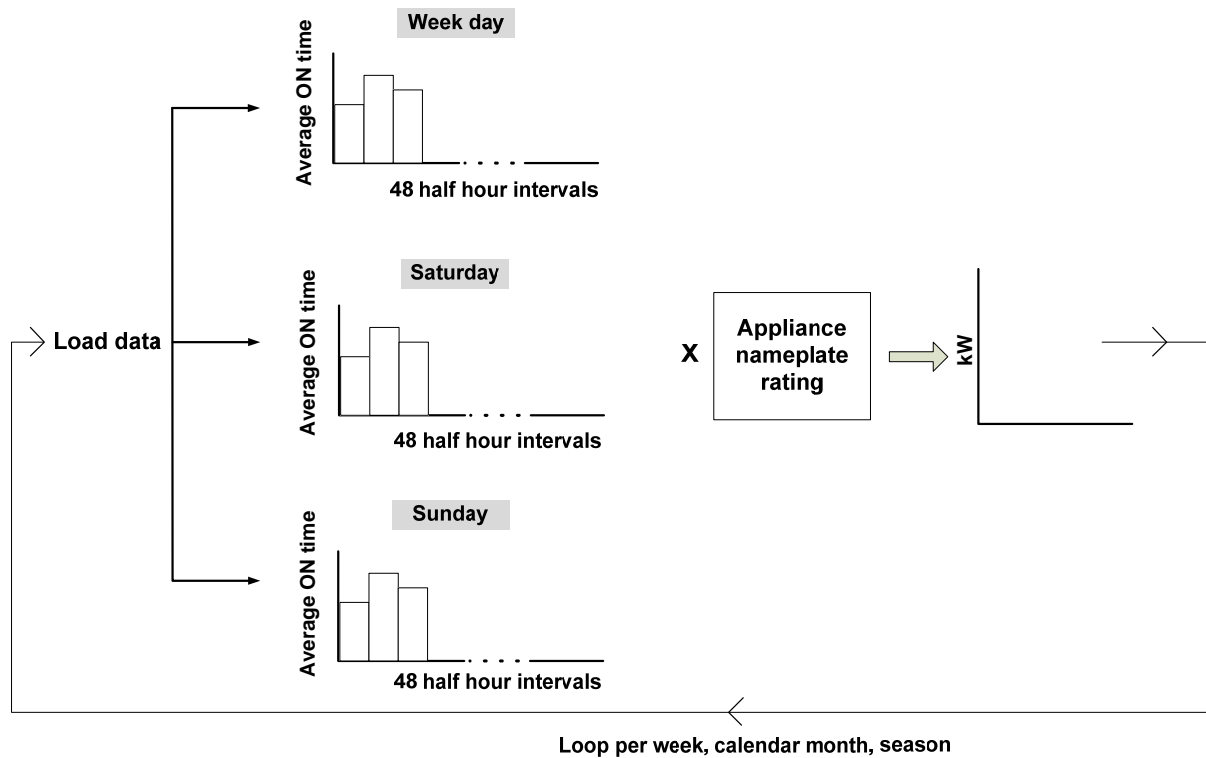 Week day
Average ON time
48 half hour intervals
Load data
Saturday
Average ON time
48 half hour intervals
X
Appliance
nameplate
rating
kW
Sunday
Average ON time
48 half hour intervals
Loop per week, calendar month, season